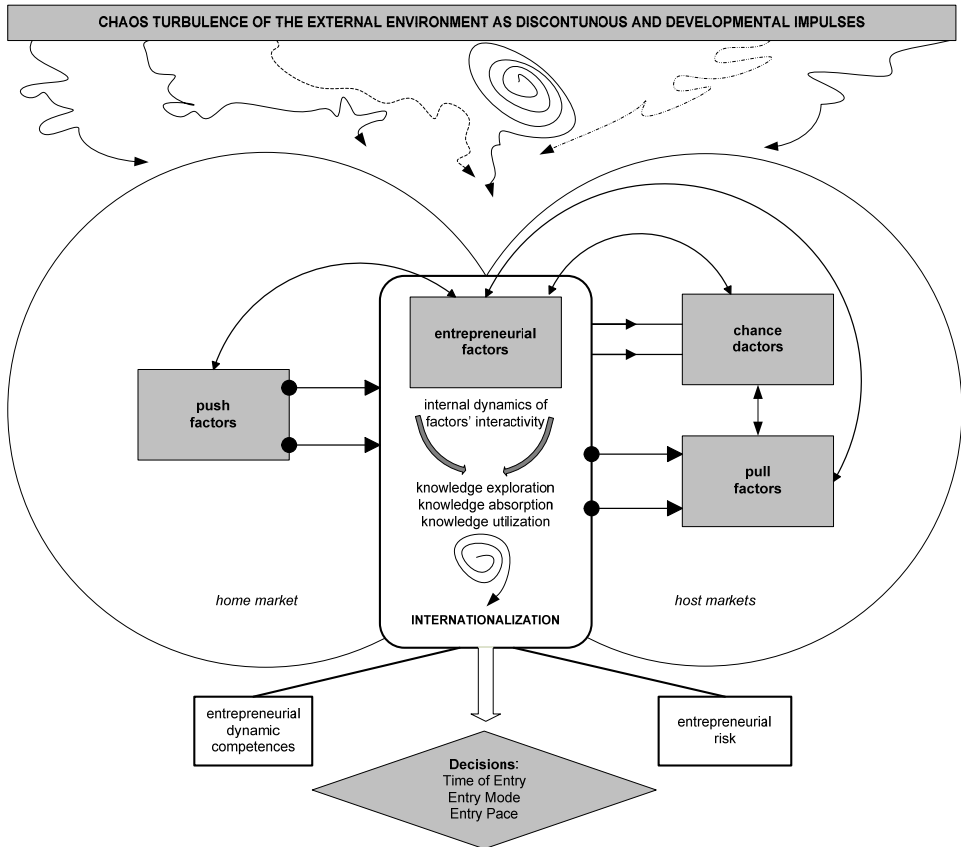 CHAOS TURBULENCE OF THE EXTERNAL ENVIRONMENT AS DISCONTUNOUS AND DEVELOPMENTAL IMPULSES
entrepreneurial
factors
chance
dactors
push
factors
internal dynamics of
factors' interactivity
pull
factors
knowledge exploration
knowledge absorption
knowledge utilization
home market
host markets
INTERNATIONALIZATION
entrepreneurial
dynamic
competences
entrepreneurial
risk
Decisions:
Time of Entry
Entry Mode
Entry Pace